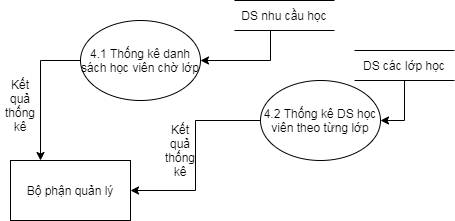 DS nhu cầu học
4.1 Thống kê danh
sách học viên chờ lớp
DS các lớp học
Kết
quả
thống
kê
4.2 Thống kê DS học
viên theo từng lớp
Kết
quả
thống
kê
Bộ phận quản lý